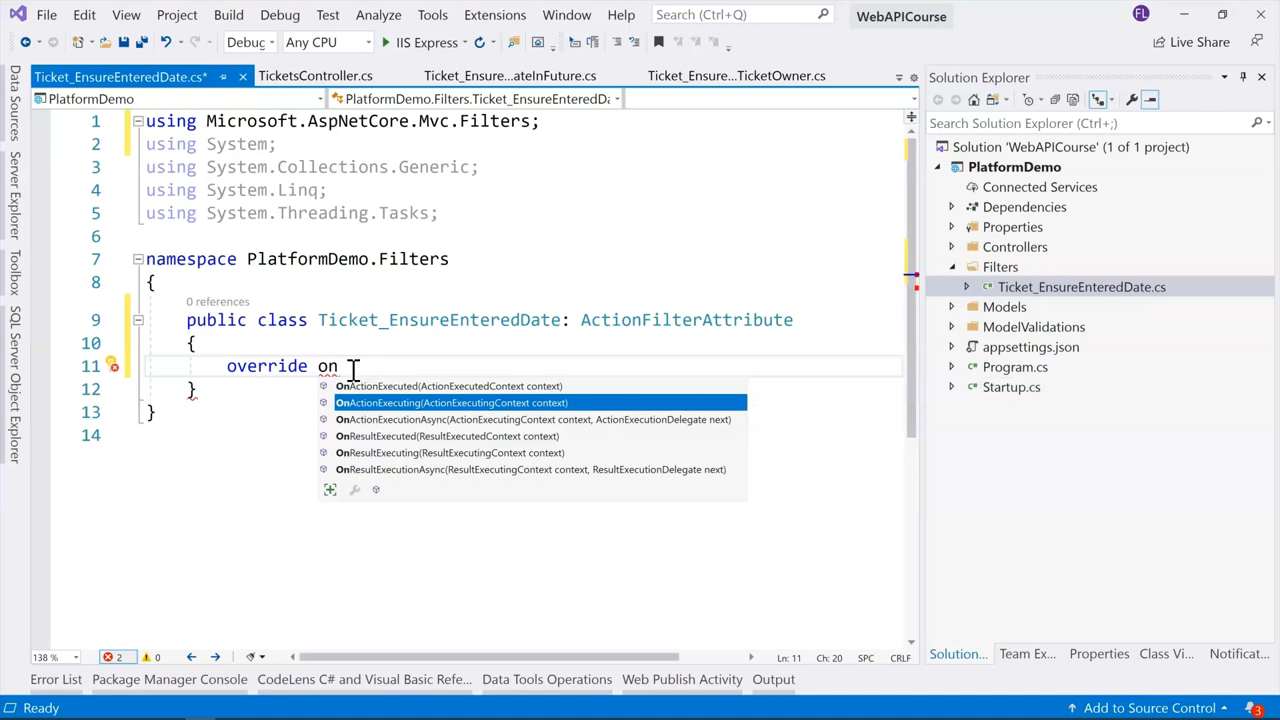 File Edit View Project Build Debug Test Analyze Tools Extensions Window Help Search (Ctrl+Q) WebAPICourse FL
Debug Any CPU IIS Express Live Share
Ticket_EnsureEnteredDate.cs* TicketsController.cs Ticket_Ensure...ateInFuture.cs Ticket_Ensur...TicketOwner.cs
PlatformDemo PlatformDemo.Filters.Ticket_EnsureEnteredDa
Data Sources
Server Explorer
Toolbox
SQL Server Object Explorer
1 using Microsoft.AspNetCore.Mvc.Filters;
2 using System;
3 using System.Collections.Generic;
4 using System.Linq;
5 using System.Threading.Tasks;
6
7 namespace PlatformDemo.Filters
8 {
0 references
9 public class Ticket_EnsureEnteredDate: ActionFilterAttribute
10 {
11 override on
12 }
13 }
14
OnActionExecuted(ActionExecutedContext context)
OnActionExecuting(ActionExecutingContext context)
OnActionExecutionAsync(ActionExecutingContext context, ActionExecutionDelegate next)
OnResultExecuted(ResultExecutedContext context)
OnResultExecuting(ResultExecutingContext context)
OnResultExecutionAsync(ResultExecutingContext context, ResultExecutionDelegate next)
Solution Explorer
Search Solution Explorer (Ctrl+;)
Solution 'WebAPICourse' (1 of 1 project)
PlatformDemo
Connected Services
Dependencies
Properties
Controllers
Filters
Ticket_EnsureEnteredDate.cs
Models
ModelValidations
appsettings.json
Program.cs
Startup.cs
138 % 2 0 Ln: 11 Ch: 20 SPC CRLF
Solution... Team Ex... Properties Class Vi... Notificat...
Error List Package Manager Console CodeLens C# and Visual Basic Refe... Data Tools Operations Web Publish Activity Output
Ready Add to Source Control 3